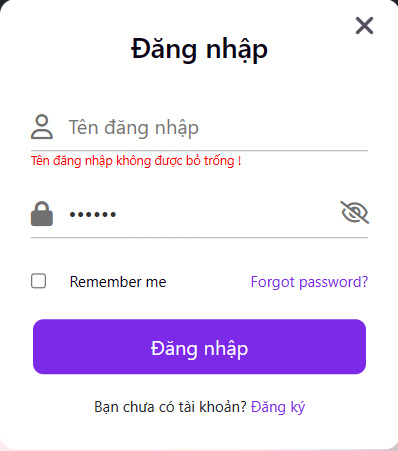 Đăng nhập
Tên đăng nhập
Tên đăng nhập không được bỏ trống !
••••••
Remember me Forgot password?
Đăng nhập
Bạn chưa có tài khoản? Đăng ký